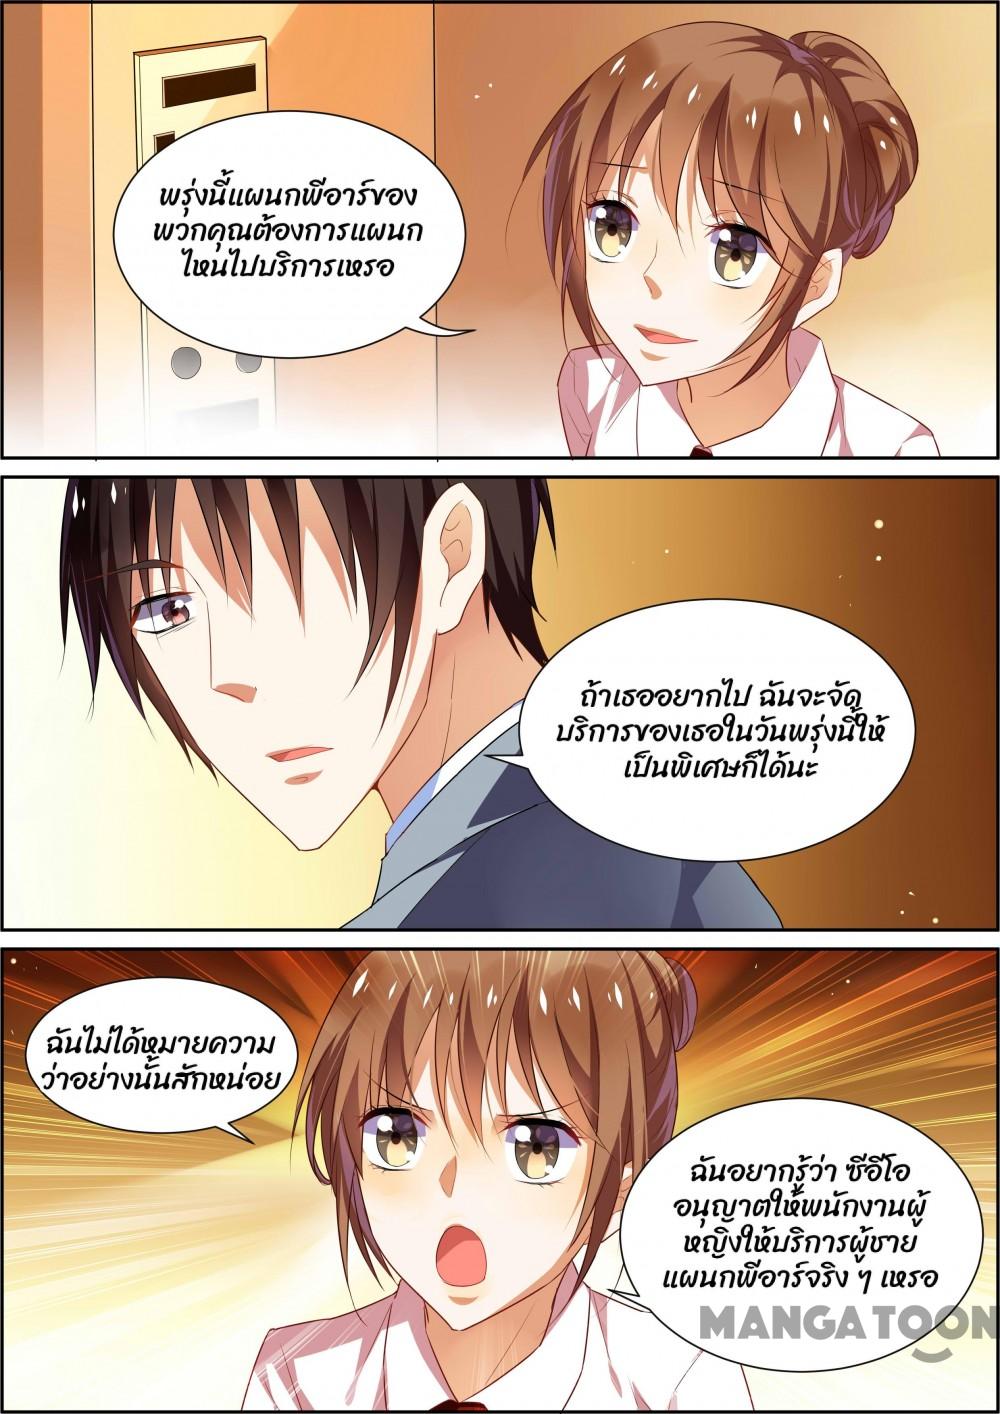 พรุ่งนี้แผนกพีอาร์ของ
พวกคุณต้องการแผนก
ไหนไปบริการเหรอ
ถ้าเธออยากไป ฉันจะจัด
บริการของเธอในวันพรุ่งนี้ให้
เป็นพิเศษก็ได้นะ
ฉันไม่ได้หมายความ
ว่าอย่างนั้นสักหน่อย
ฉันอยากรู้ว่า ซีอีโอ
อนุญาตให้พนักงานผู้
หญิงให้บริการผู้ชาย
แผนกพีอาร์จริง ๆ เหรอ
MANGATOON